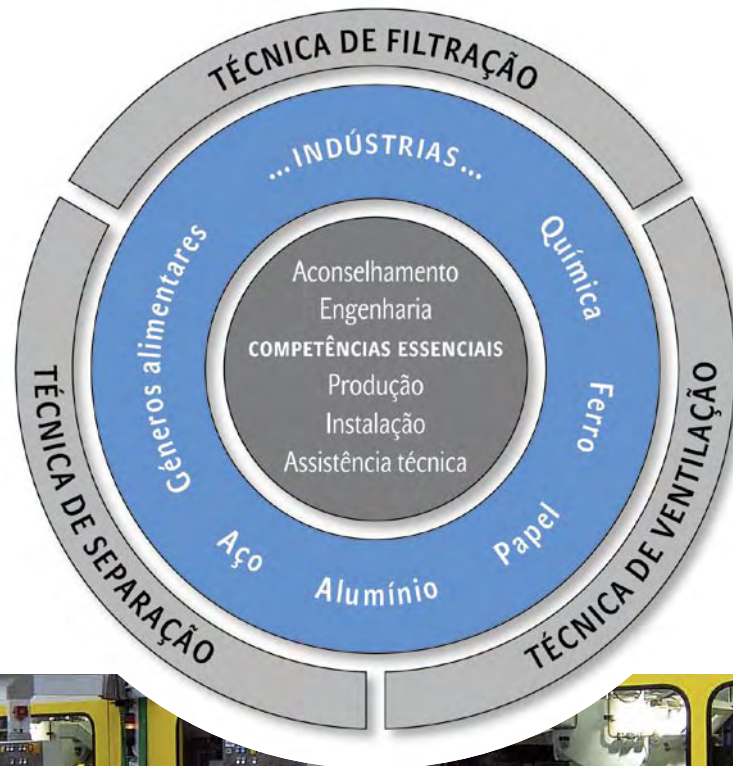 TÉCNICA DE FILTRAÇÃO
...INDÚSTRIAS...
Química
Ferro
Papel
Alumínio
Aço
Géneros alimentares
Aconselhamento
Engenharia
COMPETÊNCIAS ESSENCIAIS
Produção
Instalação
Assistência técnica
TÉCNICA DE VENTILAÇÃO
TÉCNICA DE SEPARAÇÃO